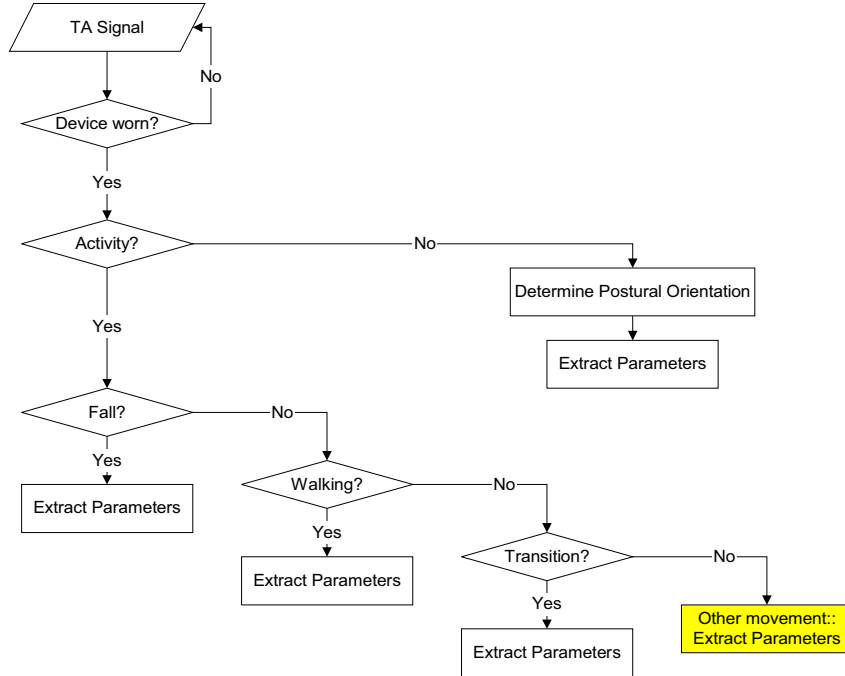 TA Signal
No
Device worn?
Yes
Activity?
No
Determine Postural Orientation
Yes
Extract Parameters
Fall?
No
Yes
Walking?
No
Extract Parameters
Yes
Transition?
No
Extract Parameters
Yes
Other movement::
Extract Parameters
Extract Parameters